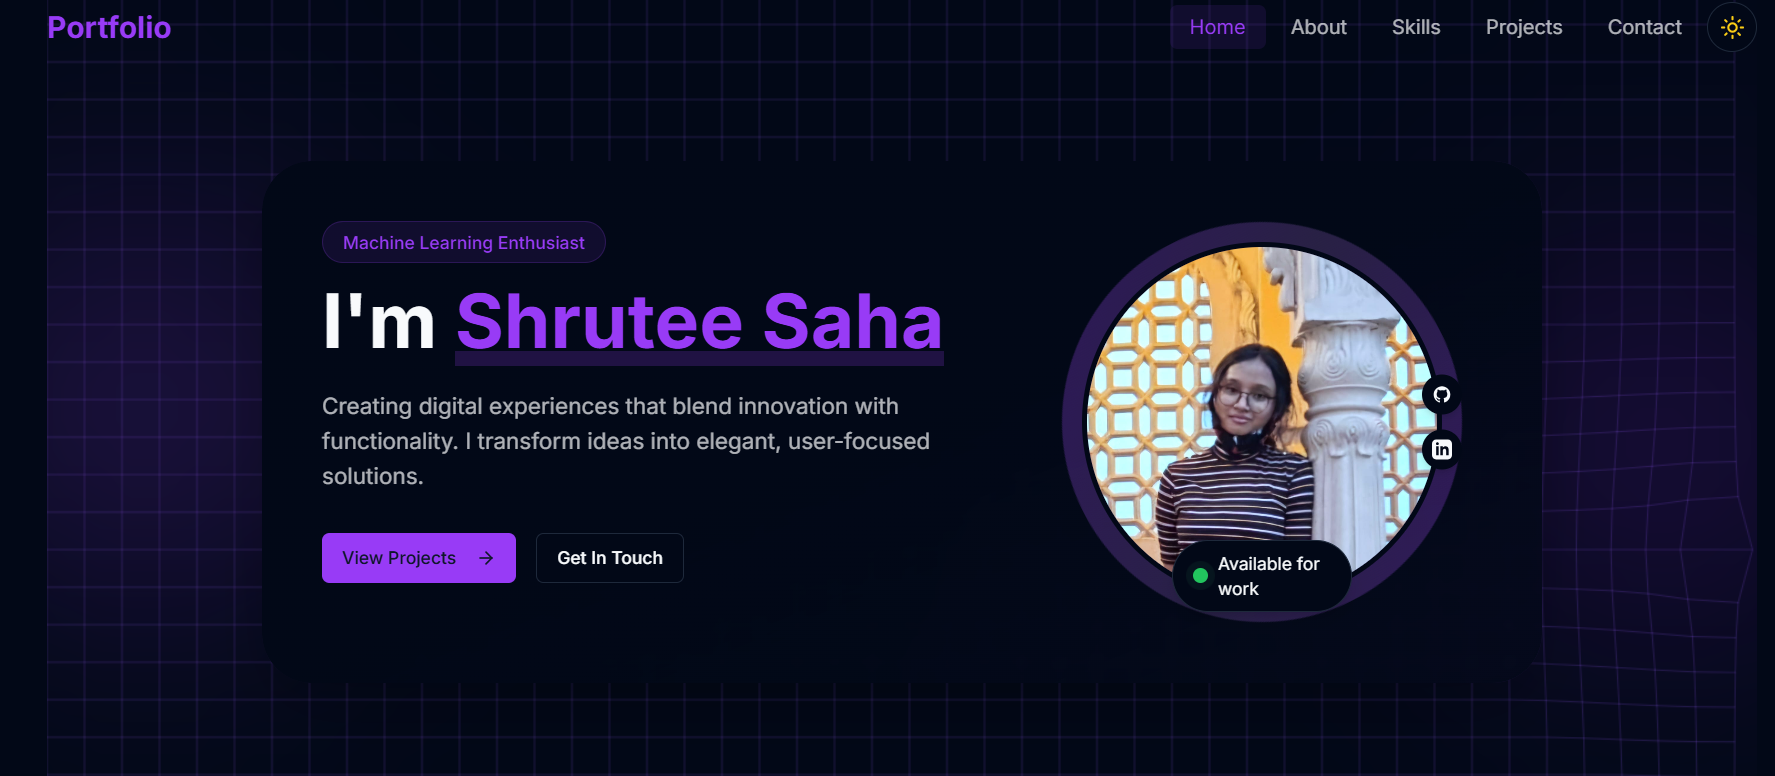 Portfolio
Home
About
Skills
Projects
Contact
Machine Learning Enthusiast
I'm Shrutee Saha
Creating digital experiences that blend innovation with
functionality. I transform ideas into elegant, user-focused
solutions.
View Projects →
Get In Touch
in
Available for
work